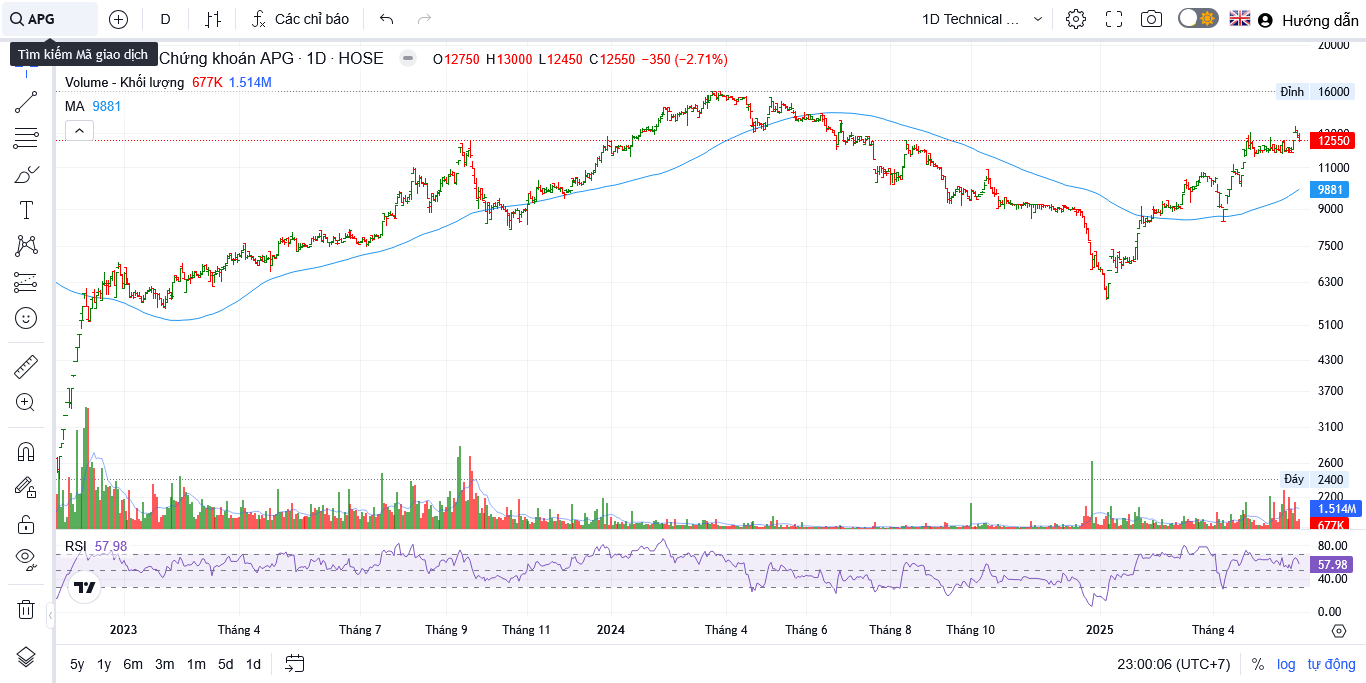 APG
D
Các chỉ báo
1D Technical ...
Hướng dẫn
Tìm kiếm Mã giao dịch
Chứng khoán APG · 1D · HOSE
O12750 H13000 L12450 C12550 −350 (−2.71%)
Volume - Khối lượng 677K 1.514M
MA 9881
20000
Đỉnh 16000
13000
12550
11000
9881
9000
7500
6300
5100
4300
3700
3100
2600
Đáy 2400
2200
1.514M
677K
RSI 57.98
80.00
57.98
40.00
0.00
2023 Tháng 4 Tháng 7 Tháng 9 Tháng 11 2024 Tháng 4 Tháng 6 Tháng 8 Tháng 10 2025 Tháng 4
5y 1y 6m 3m 1m 5d 1d
23:00:06 (UTC+7) % log tự động